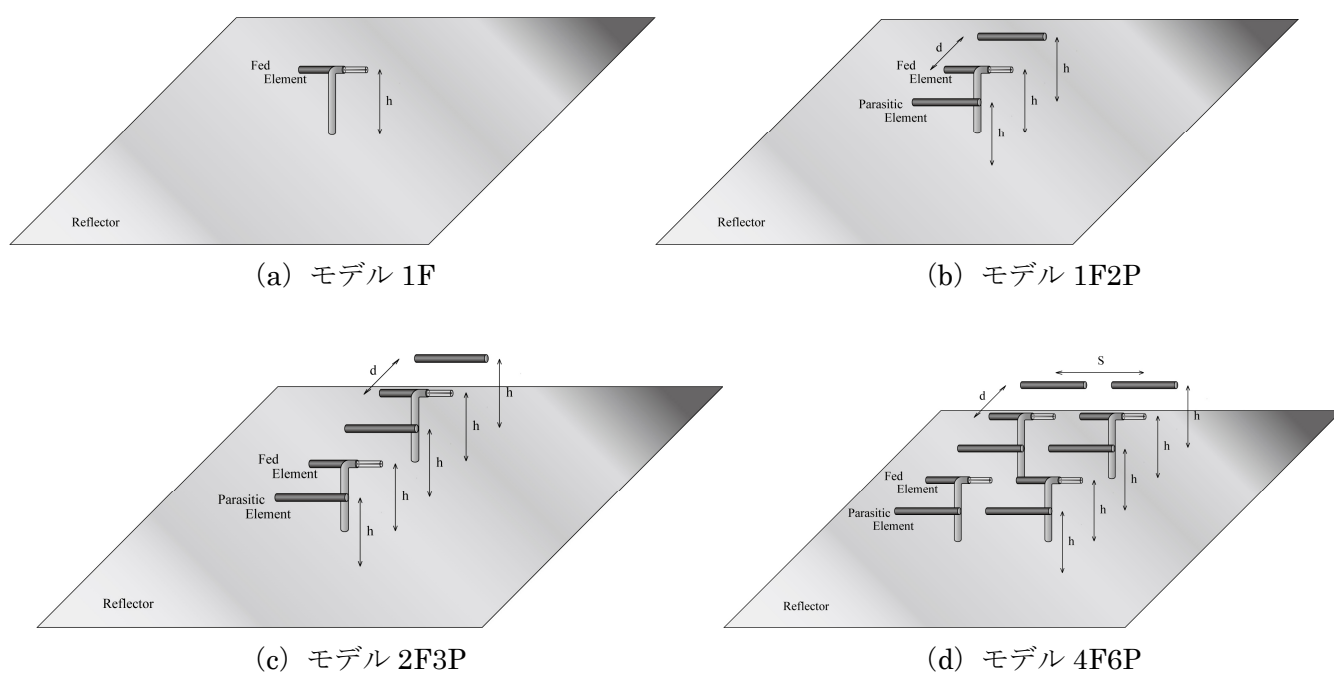 Fed
Element
h
Reflector
(a) モデル 1F
d
Fed
Element
h
h
Parasitic
Element
h
Reflector
(b) モデル 1F2P
d
h
h
Fed
Element
h
h
Parasitic
Element
h
Reflector
(c) モデル 2F3P
S
d
h
h
Fed
Element
h
h
Parasitic
Element
h
Reflector
(d) モデル 4F6P